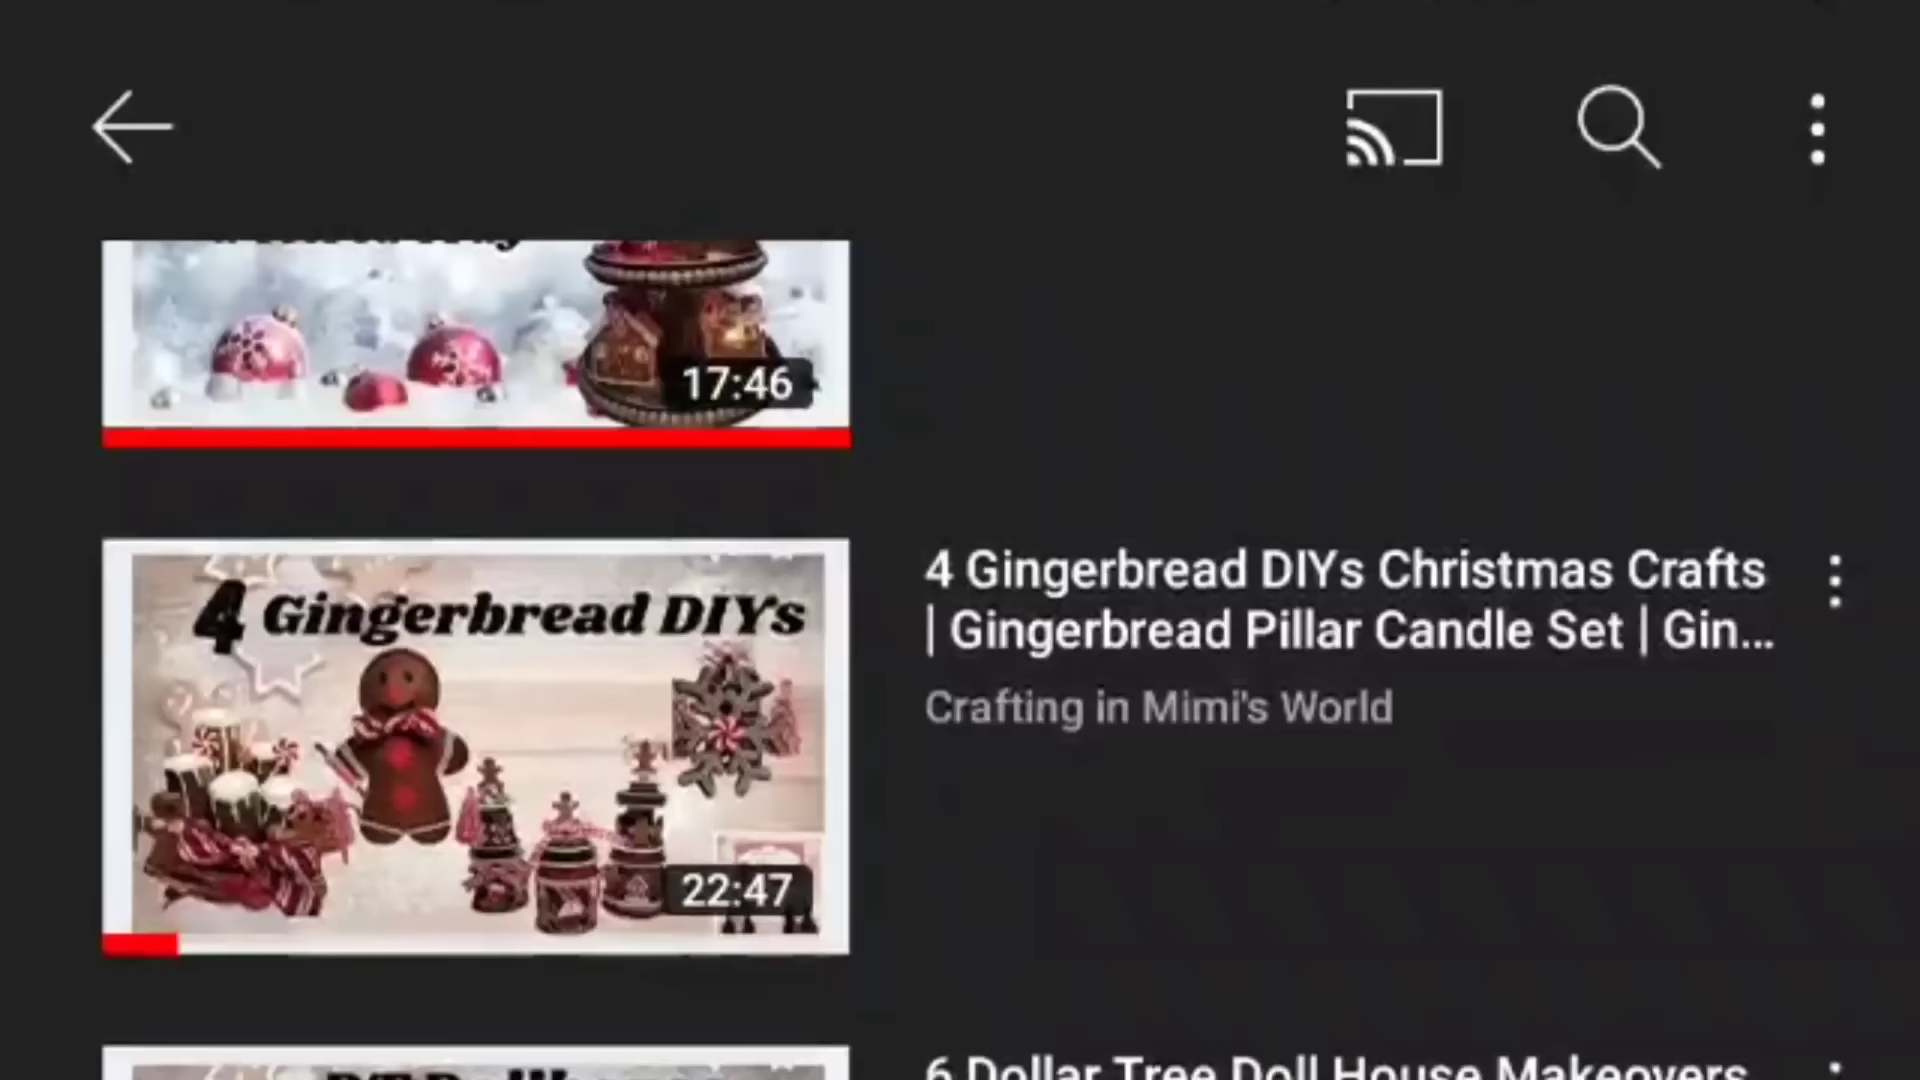 17:46
4 Gingerbread DIYs
22:47
4 Gingerbread DIYs Christmas Crafts
| Gingerbread Pillar Candle Set | Gin...
Crafting in Mimi's World
6 Dollar Tree Doll House Makeovers